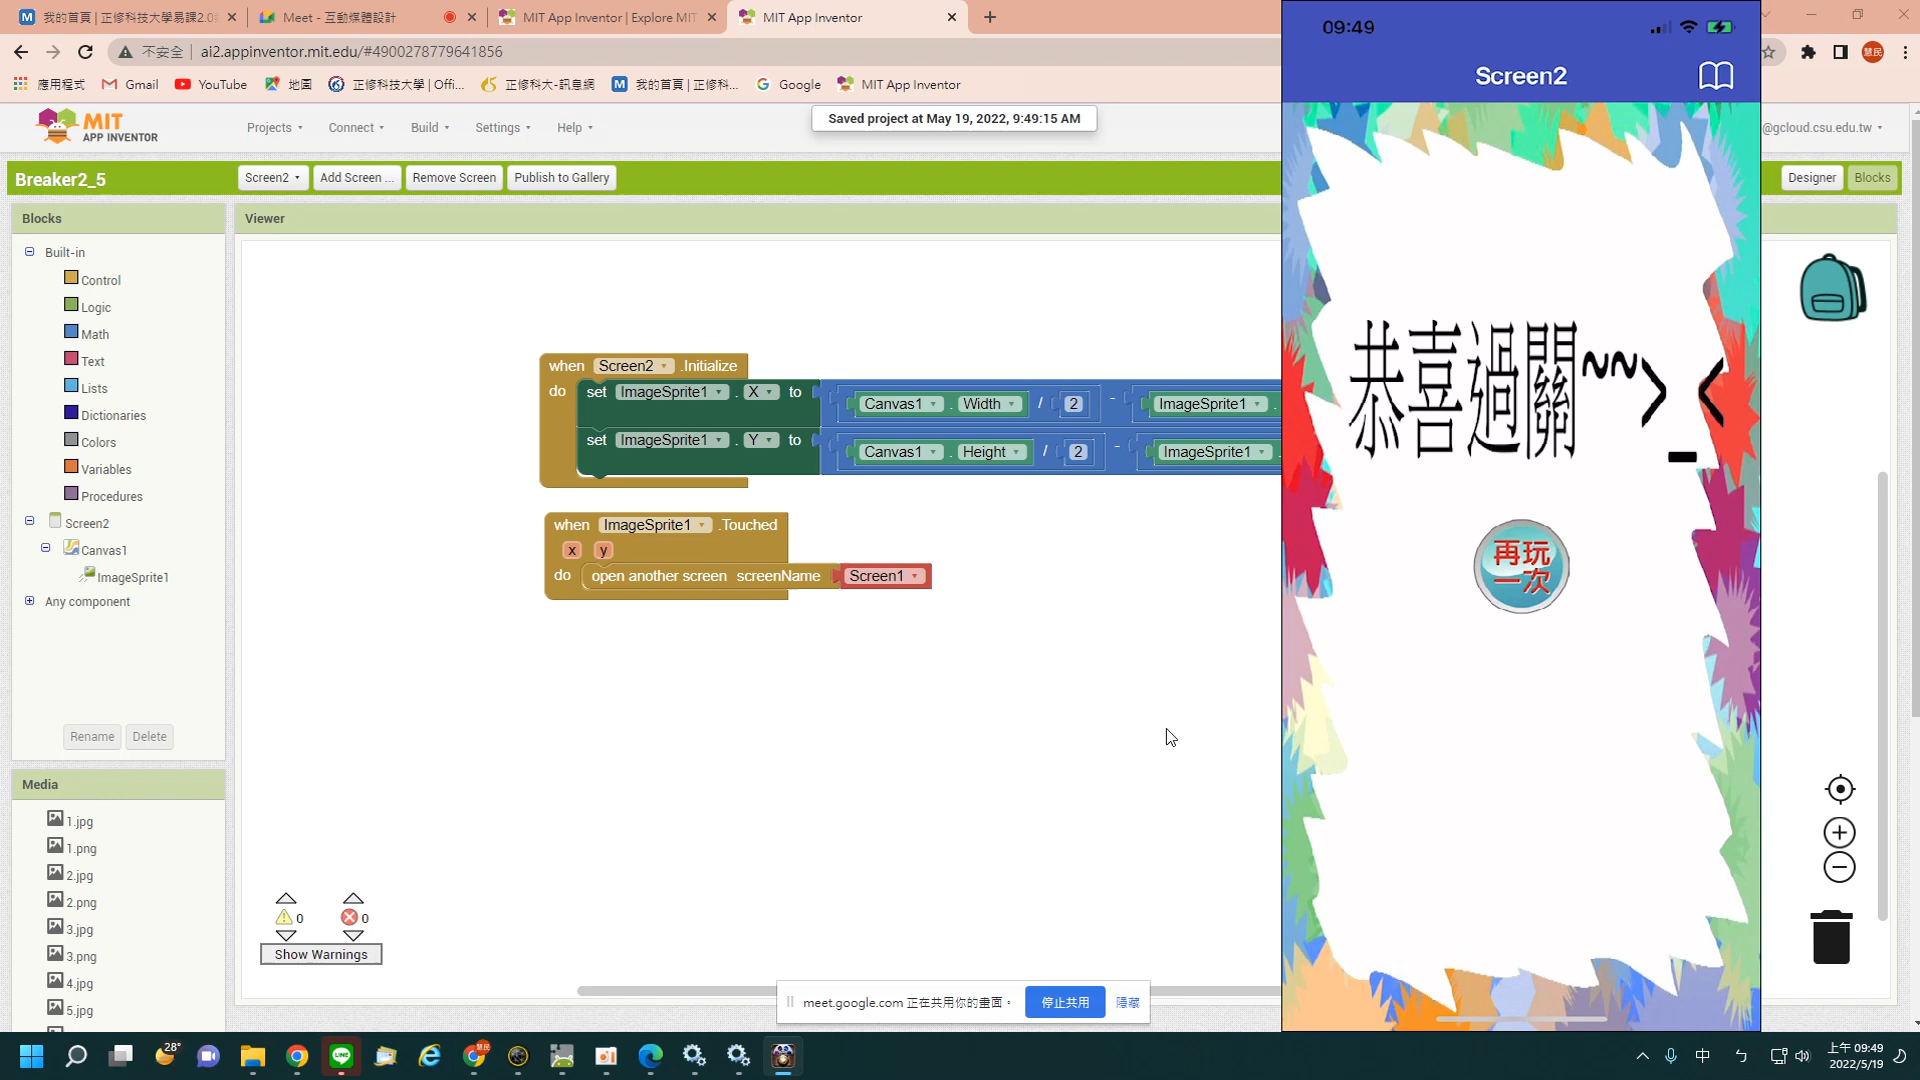 我的首頁 | 正修科技大學易課2.0
Meet - 互動媒體設計
MIT App Inventor | Explore MIT
MIT App Inventor
不安全 | ai2.appinventor.mit.edu/#4900278779641856
慧民
應用程式
Gmail
YouTube
地圖
正修科技大學 | Offi...
正修科大-訊息網
我的首頁 | 正修科...
Google
MIT App Inventor
MIT
APP INVENTOR
Projects
Connect
Build
Settings
Help
Saved project at May 19, 2022, 9:49:15 AM
@gcloud.csu.edu.tw
Breaker2_5
Screen2
Add Screen ...
Remove Screen
Publish to Gallery
Designer
Blocks
Blocks
Built-in
Control
Logic
Math
Text
Lists
Dictionaries
Colors
Variables
Procedures
Screen2
Canvas1
ImageSprite1
Any component
Rename
Delete
Media
1.jpg
1.png
2.jpg
2.png
3.jpg
3.png
4.jpg
5.jpg
Viewer
when Screen2 .Initialize
do set ImageSprite1 . X to Canvas1 . Width / 2 - ImageSprite1 .
set ImageSprite1 . Y to Canvas1 . Height / 2 - ImageSprite1 .
when ImageSprite1 .Touched
x y
do open another screen screenName Screen1
0
0
Show Warnings
meet.google.com 正在共用你的畫面。
停止共用
隱藏
09:49
Screen2
恭喜過關~~>_<
再玩
一次
28°
LINE
慧民
中
上午 09:49
2022/5/19